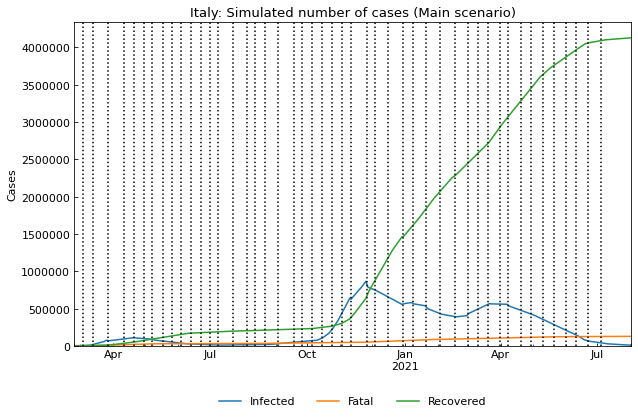 Italy: Simulated number of cases (Main scenario)
4000000
3500000
3000000
2500000
2000000
1500000
1000000
500000
0
Cases
Apr Jul Oct Jan Apr Jul
2021
Infected Fatal Recovered